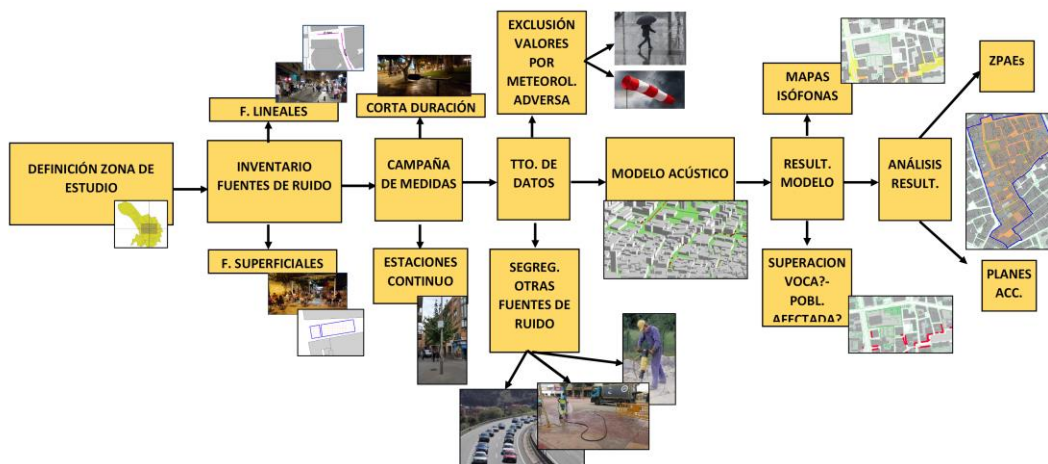 EXCLUSIÓN
VALORES
POR
METEOROL.
ADVERSA
ZPAEs
MAPAS
ISÓFONAS
F. LINEALES
CORTA DURACIÓN
DEFINICIÓN ZONA DE
ESTUDIO
INVENTARIO
FUENTES DE RUIDO
CAMPAÑA
DE MEDIDAS
TTO. DE
DATOS
MODELO ACÚSTICO
RESULT.
MODELO
ANÁLISIS
RESULT.
F. SUPERFICIALES
ESTACIONES
CONTINUO
SEGREG.
OTRAS
FUENTES DE
RUIDO
SUPERACION
VOCA?-
POBL.
AFECTADA?
PLANES
ACC.